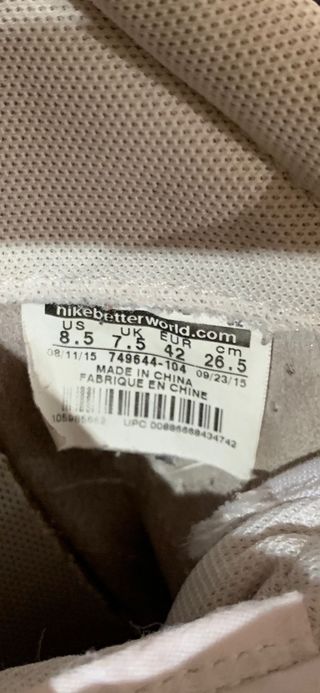 nikebetterworld.com
US UK EUR cm
8.5 7.5 42 26.5
08/11/15 749644-104 09/23/15
MADE IN CHINA
FABRIQUE EN CHINE
UPC 00886668434742